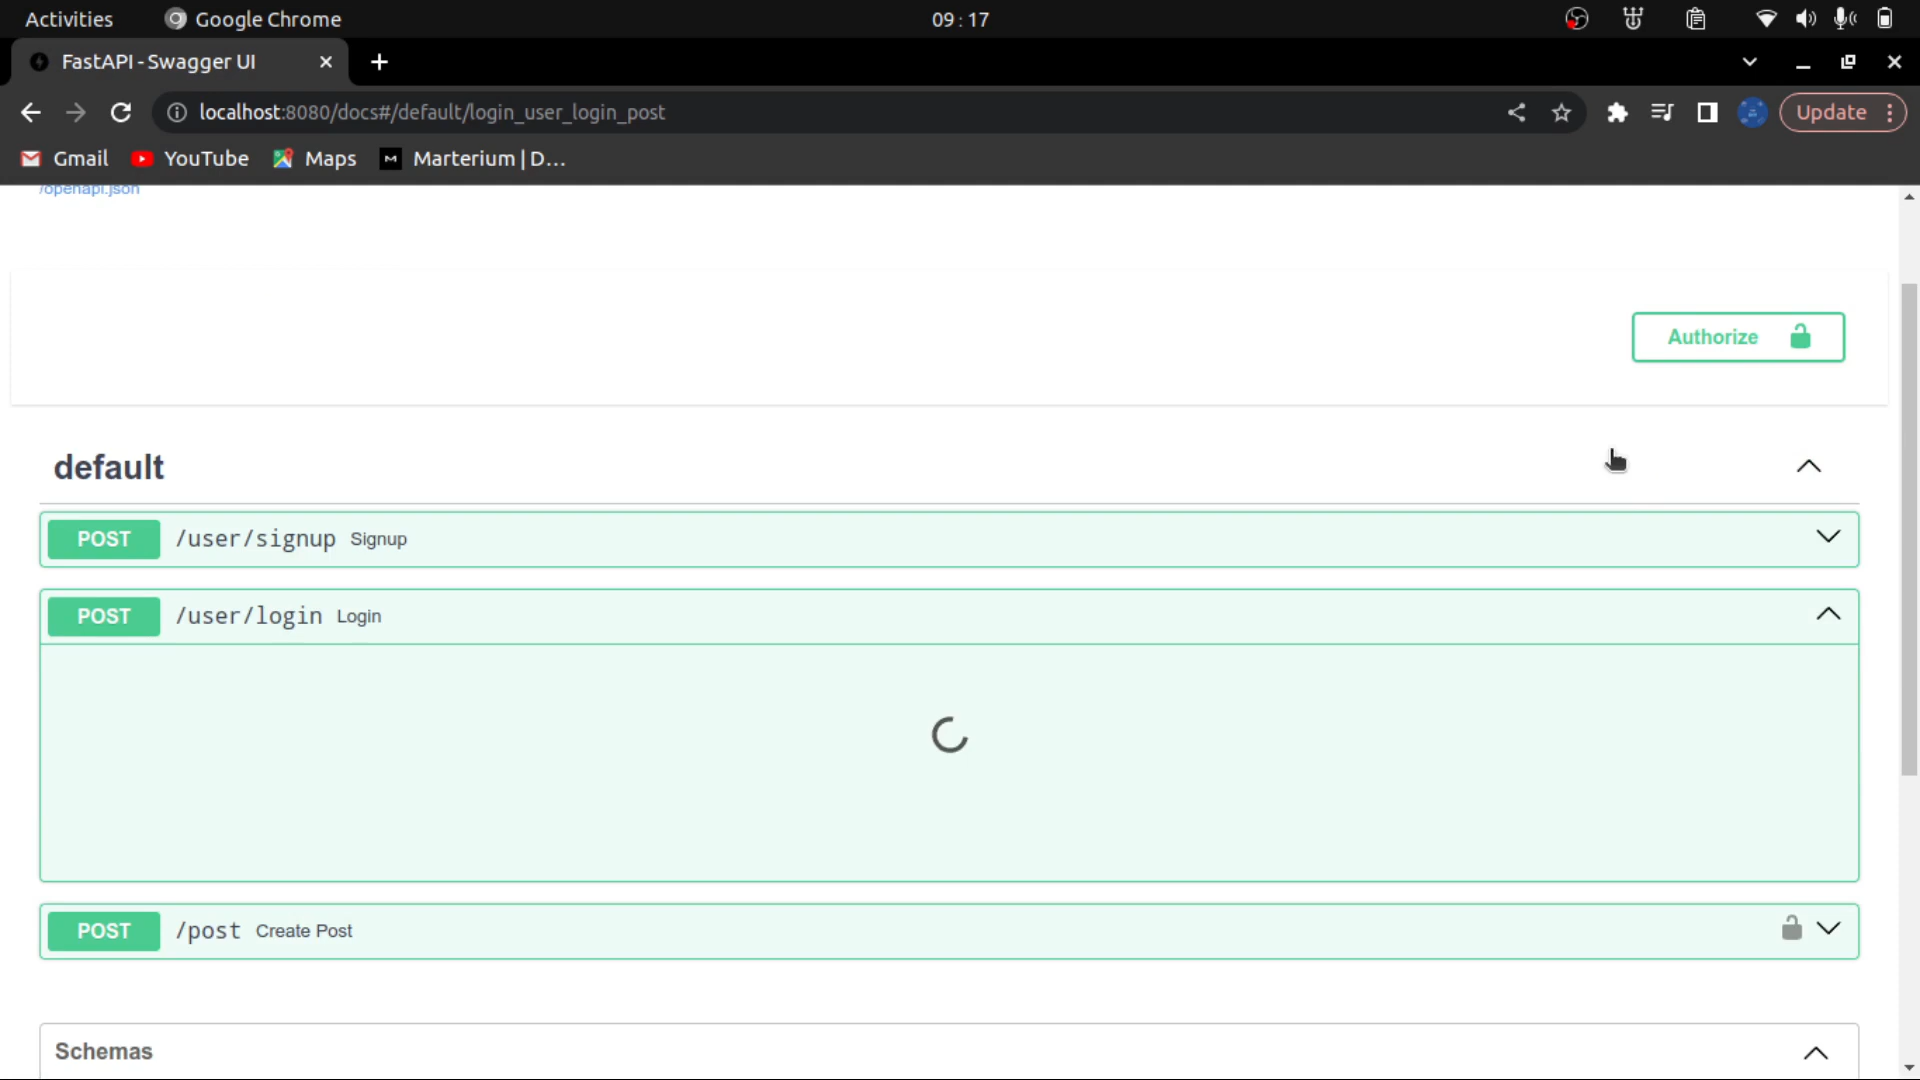 Activities Google Chrome 09:17
FastAPI - Swagger UI
localhost:8080/docs#/default/login_user_login_post Update
Gmail YouTube Maps Marterium | D...
/openapi.json
Authorize
default
POST /user/signup Signup
POST /user/login Login
POST /post Create Post
Schemas